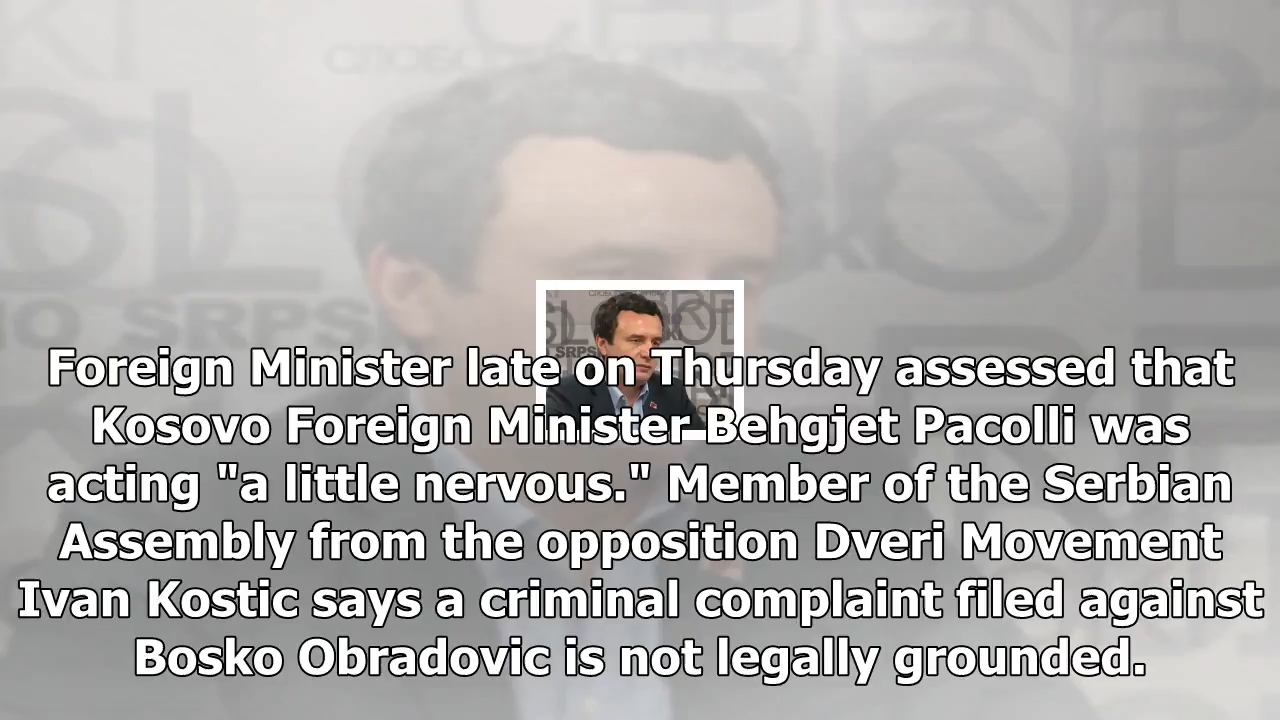 Foreign Minister late on Thursday assessed that
Kosovo Foreign Minister Behgjet Pacolli was
acting "a little nervous." Member of the Serbian
Assembly from the opposition Dveri Movement
Ivan Kostic says a criminal complaint filed against
Bosko Obradovic is not legally grounded.